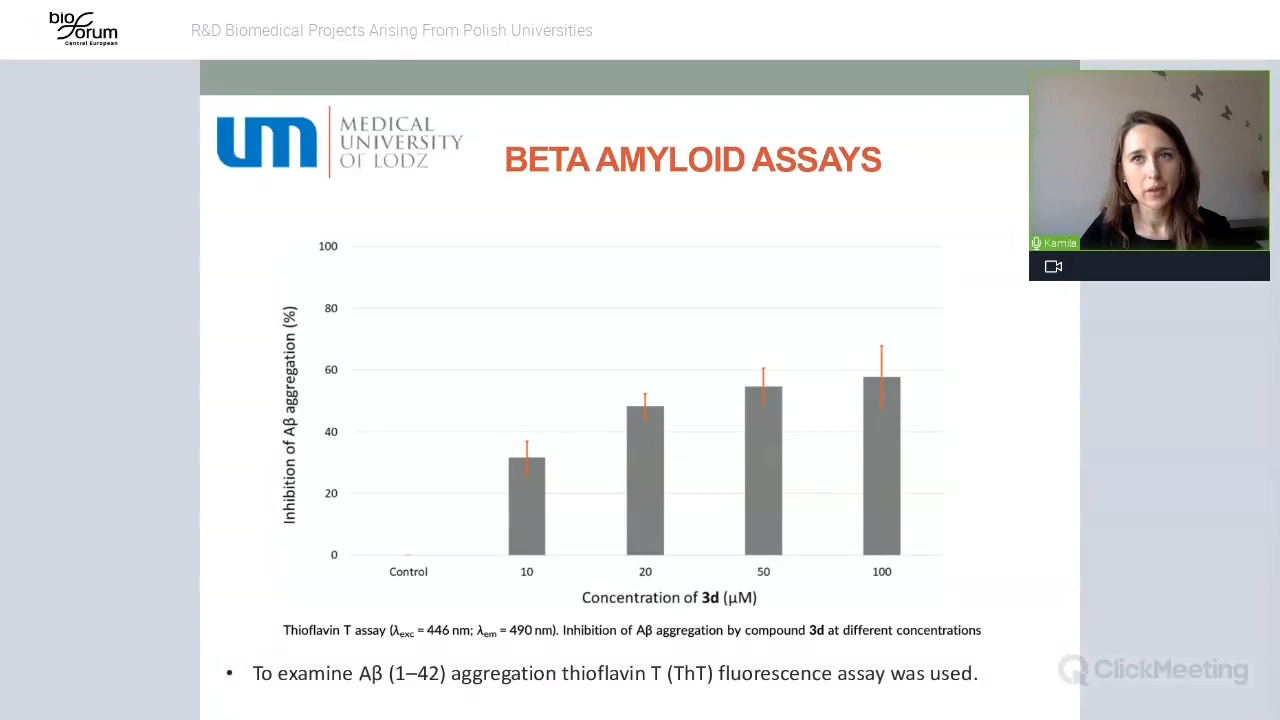 bio
forum
Central European
R&D Biomedical Projects Arising From Polish Universities
um
MEDICAL
UNIVERSITY
OF LODZ
BETA AMYLOID ASSAYS
Kamila
Inhibition of Aβ aggregation (%)
100
80
60
40
20
0
Control 10 20 50 100
Concentration of 3d (μM)
Thioflavin T assay (λexc = 446 nm; λem = 490 nm). Inhibition of Aβ aggregation by compound 3d at different concentrations
• To examine Aβ (1–42) aggregation thioflavin T (ThT) fluorescence assay was used.
ClickMeeting